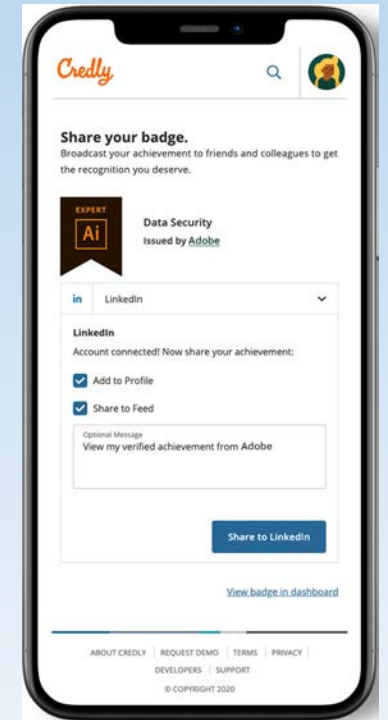 Credly
Share your badge.
Broadcast your achievement to friends and colleagues to get
the recognition you deserve.
EXPERT
Ai
Data Security
Issued by Adobe
in LinkedIn
LinkedIn
Account connected! Now share your achievement:
Add to Profile
Share to Feed
Optional Message
View my verified achievement from Adobe
Share to LinkedIn
View badge in dashboard
ABOUT CREDLY | REQUEST DEMO | TERMS | PRIVACY |
DEVELOPERS | SUPPORT
© COPYRIGHT 2020